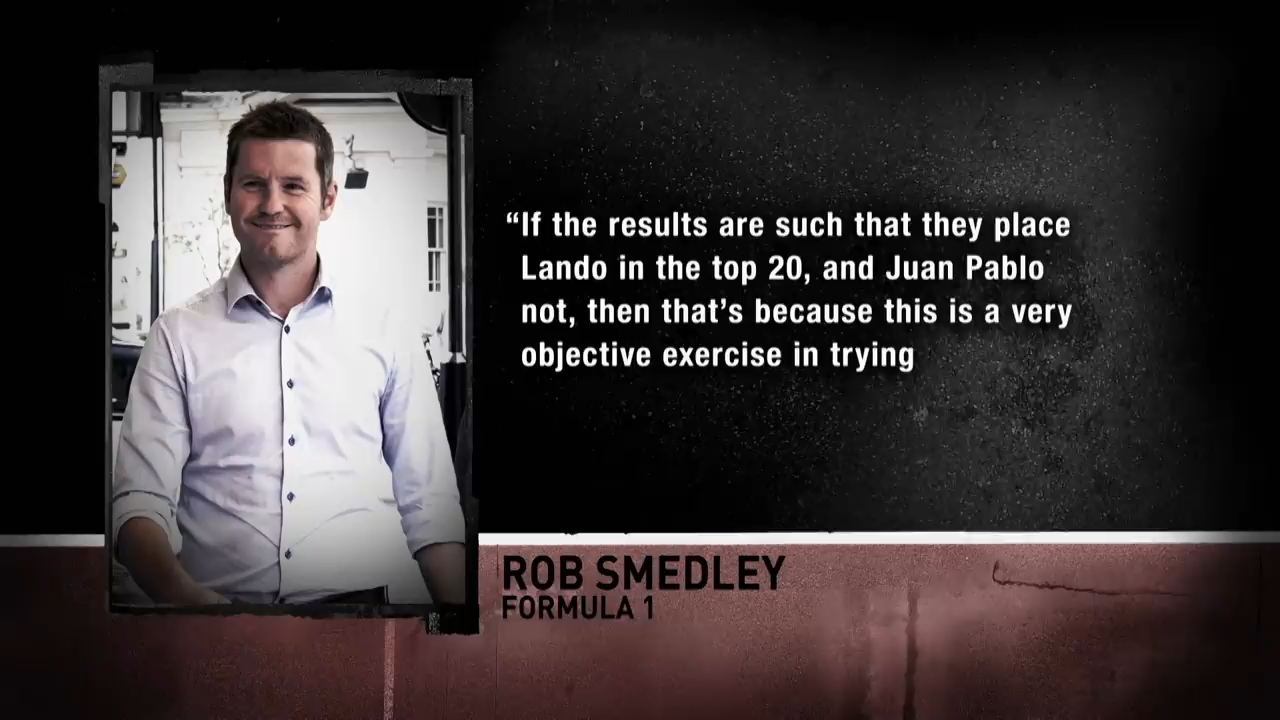 “If the results are such that they place
Lando in the top 20, and Juan Pablo
not, then that’s because this is a very
objective exercise in trying
ROB SMEDLEY
FORMULA 1